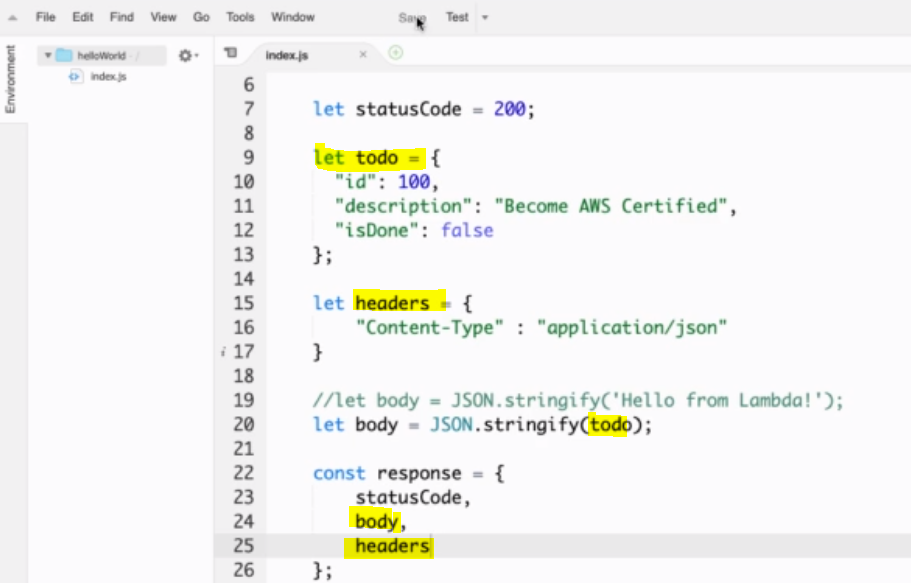 File Edit Find View Go Tools Window Save Test
Environment
helloWorld - /
index.js
index.js
6
7 let statusCode = 200;
8
9 let todo = {
10 "id": 100,
11 "description": "Become AWS Certified",
12 "isDone": false
13 };
14
15 let headers = {
16 "Content-Type" : "application/json"
i 17 }
18
19 //let body = JSON.stringify('Hello from Lambda!');
20 let body = JSON.stringify(todo);
21
22 const response = {
23 statusCode,
24 body,
25 headers
26 };